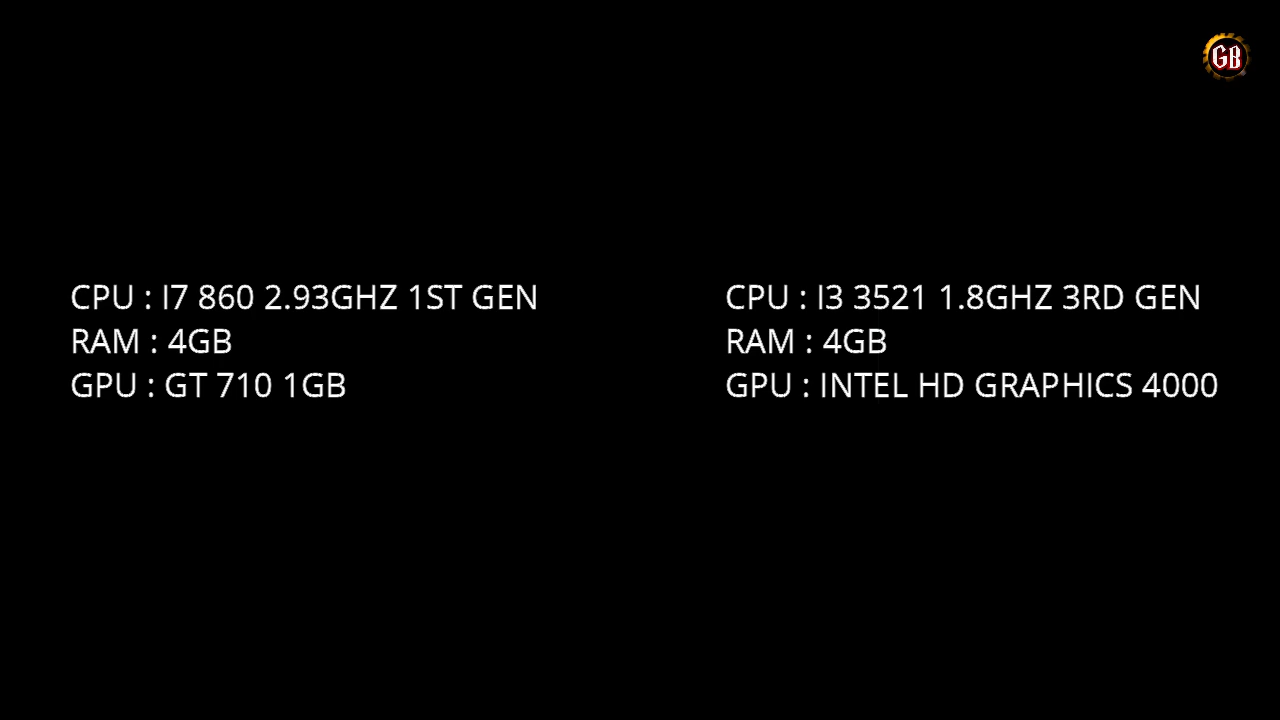 GB
CPU : I7 860 2.93GHZ 1ST GEN
RAM : 4GB
GPU : GT 710 1GB
CPU : I3 3521 1.8GHZ 3RD GEN
RAM : 4GB
GPU : INTEL HD GRAPHICS 4000